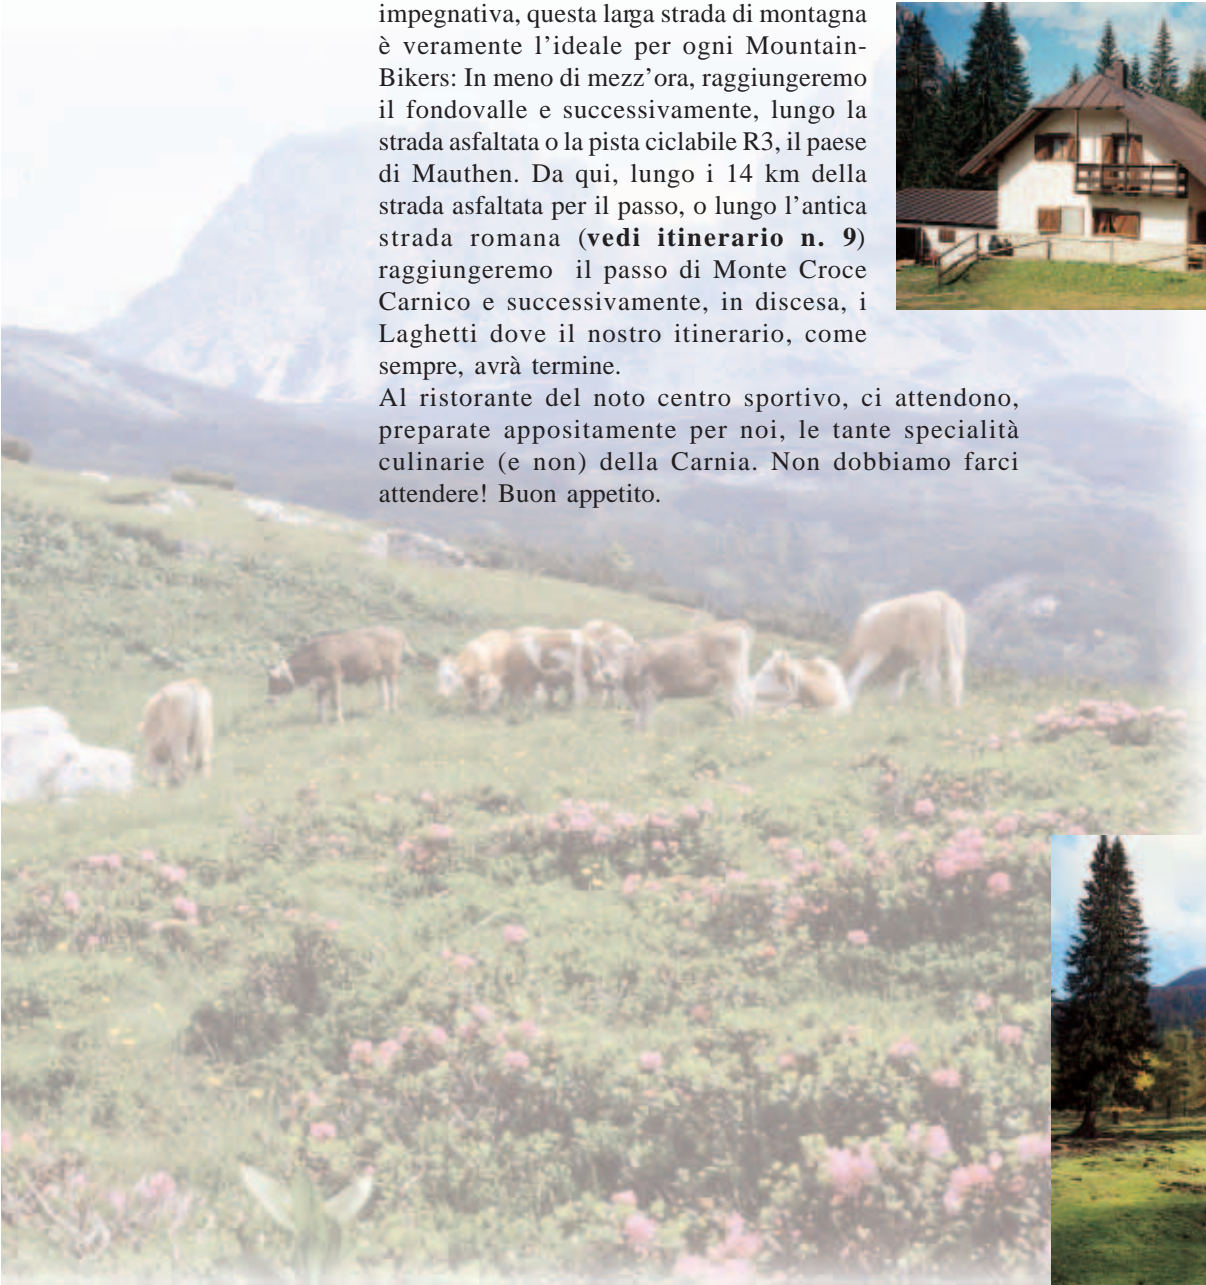 impegnativa, questa larga strada di montagna
è veramente l’ideale per ogni Mountain-
Bikers: In meno di mezz’ora, raggiungeremo
il fondovalle e successivamente, lungo la
strada asfaltata o la pista ciclabile R3, il paese
di Mauthen. Da qui, lungo i 14 km della
strada asfaltata per il passo, o lungo l’antica
strada romana (vedi itinerario n. 9)
raggiungeremo il passo di Monte Croce
Carnico e successivamente, in discesa, i
Laghetti dove il nostro itinerario, come
sempre, avrà termine.
Al ristorante del noto centro sportivo, ci attendono,
preparate appositamente per noi, le tante specialità
culinarie (e non) della Carnia. Non dobbiamo farci
attendere! Buon appetito.